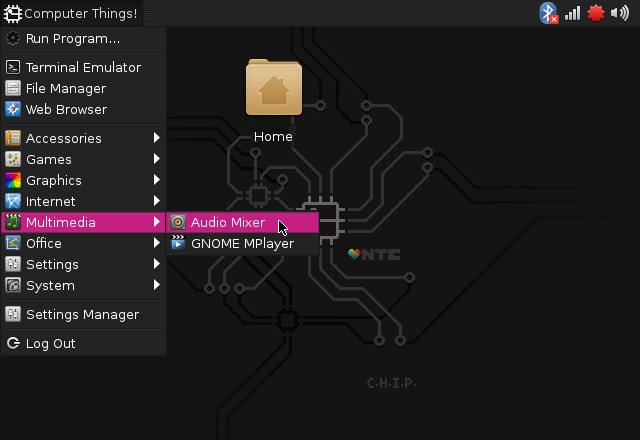 Computer Things!
Run Program...
Terminal Emulator
File Manager
Web Browser
Accessories
Games
Graphics
Internet
Multimedia
Office
Settings
System
Settings Manager
Log Out
Audio Mixer
GNOME MPlayer
Home
NTC
C.H.I.P.